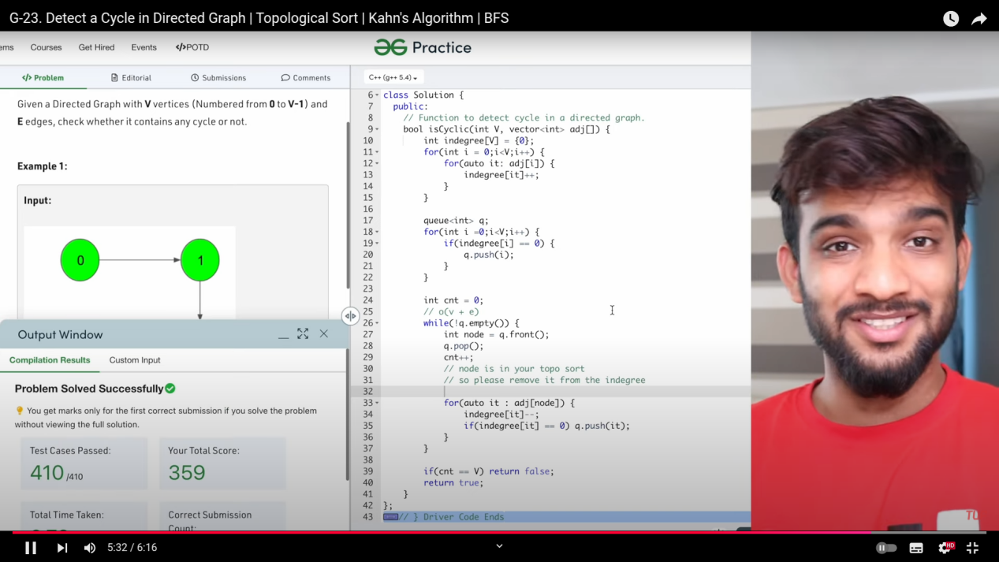 G-23. Detect a Cycle in Directed Graph | Topological Sort | Kahn's Algorithm | BFS
ems Courses Get Hired Events </>POTD
Practice
</> Problem Editorial Submissions Comments
Given a Directed Graph with V vertices (Numbered from 0 to V-1) and
E edges, check whether it contains any cycle or not.
Example 1:
Input:
0 1
Output Window
Compilation Results Custom Input
Problem Solved Successfully
You get marks only for the first correct submission if you solve the problem
without viewing the full solution.
Test Cases Passed: Your Total Score:
410 /410 359
Total Time Taken: Correct Submission
Count:
C++ (g++ 5.4)
6 class Solution {
7 public:
8 // Function to detect cycle in a directed graph.
9 bool isCyclic(int V, vector<int> adj[]) {
10 int indegree[V] = {0};
11 for(int i = 0;i<V;i++) {
12 for(auto it: adj[i]) {
13 indegree[it]++;
14 }
15 }
16
17 queue<int> q;
18 for(int i =0;i<V;i++) {
19 if(indegree[i] == 0) {
20 q.push(i);
21 }
22 }
23
24 int cnt = 0;
25 // o(v + e)
26 while(!q.empty()) {
27 int node = q.front();
28 q.pop();
29 cnt++;
30 // node is in your topo sort
31 // so please remove it from the indegree
32
33 for(auto it : adj[node]) {
34 indegree[it]--;
35 if(indegree[it] == 0) q.push(it);
36 }
37 }
38
39 if(cnt == V) return false;
40 return true;
41 }
42 };
43 // } Driver Code Ends
5:32 / 6:16
HD